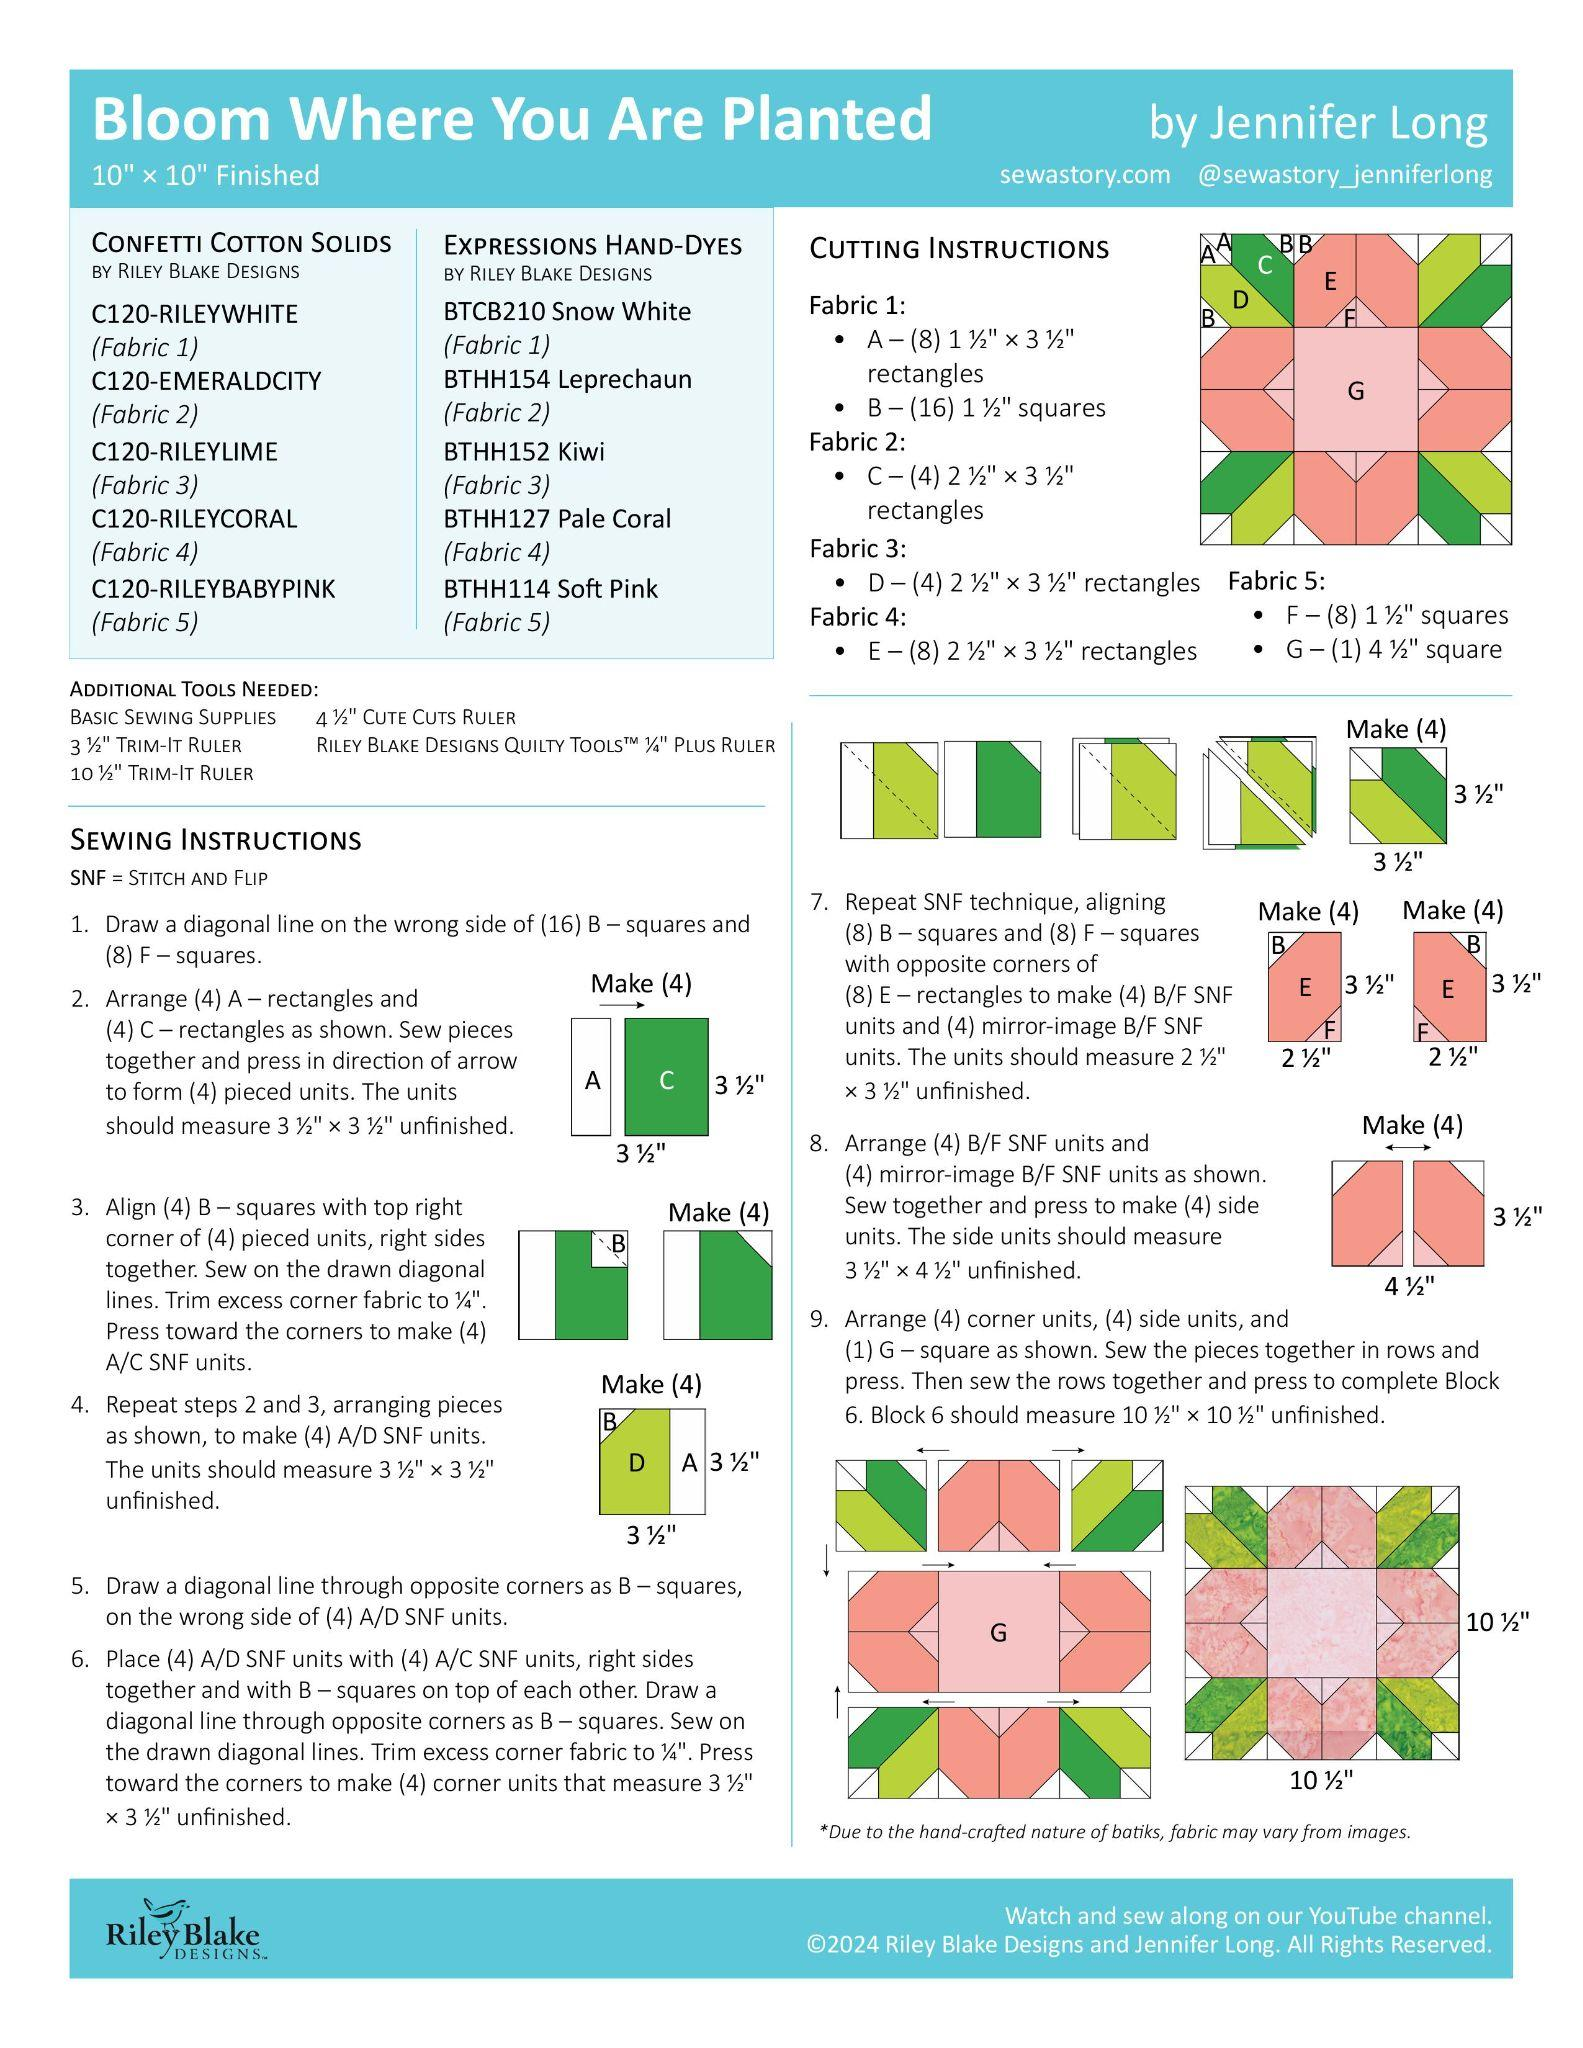 Bloom Where You Are Planted
by Jennifer Long
10" × 10" Finished
sewastory.com @sewastory_jenniferlong
Confetti Cotton Solids
by Riley Blake Designs
C120-RILEYWHITE
(Fabric 1)
C120-EMERALDCITY
(Fabric 2)
C120-RILEYLIME
(Fabric 3)
C120-RILEYCORAL
(Fabric 4)
C120-RILEYBABYPINK
(Fabric 5)
Expressions Hand-Dyes
by Riley Blake Designs
BTCB210 Snow White
(Fabric 1)
BTHH154 Leprechaun
(Fabric 2)
BTHH152 Kiwi
(Fabric 3)
BTHH127 Pale Coral
(Fabric 4)
BTHH114 Soft Pink
(Fabric 5)
Additional Tools Needed:
Basic Sewing Supplies 4 ½" Cute Cuts Ruler
3 ½" Trim-It Ruler Riley Blake Designs Quilty Tools™ ¼" Plus Ruler
10 ½" Trim-It Ruler
Cutting Instructions
Fabric 1:
• A – (8) 1 ½" × 3 ½"
rectangles
• B – (16) 1 ½" squares
Fabric 2:
• C – (4) 2 ½" × 3 ½"
rectangles
Fabric 3:
• D – (4) 2 ½" × 3 ½" rectangles
Fabric 4:
• E – (8) 2 ½" × 3 ½" rectangles
Fabric 5:
• F – (8) 1 ½" squares
• G – (1) 4 ½" square
A A C B B
D E
B F
G
Sewing Instructions
SNF = Stitch and Flip
1. Draw a diagonal line on the wrong side of (16) B – squares and
(8) F – squares.
2. Arrange (4) A – rectangles and
(4) C – rectangles as shown. Sew pieces
together and press in direction of arrow
to form (4) pieced units. The units
should measure 3 ½" × 3 ½" unfinished.
Make (4)
A C 3 ½"
3 ½"
3. Align (4) B – squares with top right
corner of (4) pieced units, right sides
together. Sew on the drawn diagonal
lines. Trim excess corner fabric to ¼".
Press toward the corners to make (4)
A/C SNF units.
Make (4)
B
4. Repeat steps 2 and 3, arranging pieces
as shown, to make (4) A/D SNF units.
The units should measure 3 ½" × 3 ½"
unfinished.
Make (4)
B
D A 3 ½"
3 ½"
5. Draw a diagonal line through opposite corners as B – squares,
on the wrong side of (4) A/D SNF units.
6. Place (4) A/D SNF units with (4) A/C SNF units, right sides
together and with B – squares on top of each other. Draw a
diagonal line through opposite corners as B – squares. Sew on
the drawn diagonal lines. Trim excess corner fabric to ¼". Press
toward the corners to make (4) corner units that measure 3 ½"
× 3 ½" unfinished.
Make (4)
3 ½"
3 ½"
7. Repeat SNF technique, aligning
(8) B – squares and (8) F – squares
with opposite corners of
(8) E – rectangles to make (4) B/F SNF
units and (4) mirror-image B/F SNF
units. The units should measure 2 ½"
× 3 ½" unfinished.
Make (4) Make (4)
B B
E 3 ½" E 3 ½"
F F
2 ½" 2 ½"
8. Arrange (4) B/F SNF units and
(4) mirror-image B/F SNF units as shown.
Sew together and press to make (4) side
units. The side units should measure
3 ½" × 4 ½" unfinished.
Make (4)
3 ½"
4 ½"
9. Arrange (4) corner units, (4) side units, and
(1) G – square as shown. Sew the pieces together in rows and
press. Then sew the rows together and press to complete Block
6. Block 6 should measure 10 ½" × 10 ½" unfinished.
G
10 ½"
10 ½"
*Due to the hand-crafted nature of batiks, fabric may vary from images.
Riley Blake
DESIGNS™
Watch and sew along on our YouTube channel.
©2024 Riley Blake Designs and Jennifer Long. All Rights Reserved.